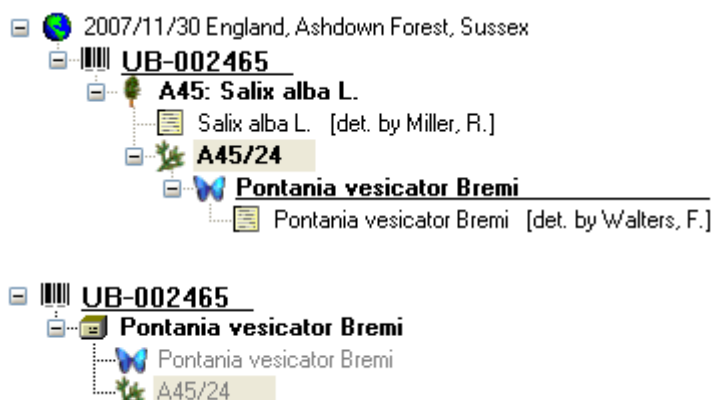 2007/11/30 England, Ashdown Forest, Sussex
UB-002465
A45: Salix alba L.
Salix alba L. [det. by Miller, R.]
A45/24
Pontania vesicator Bremi
Pontania vesicator Bremi [det. by Walters, F.]
UB-002465
Pontania vesicator Bremi
Pontania vesicator Bremi
A45/24